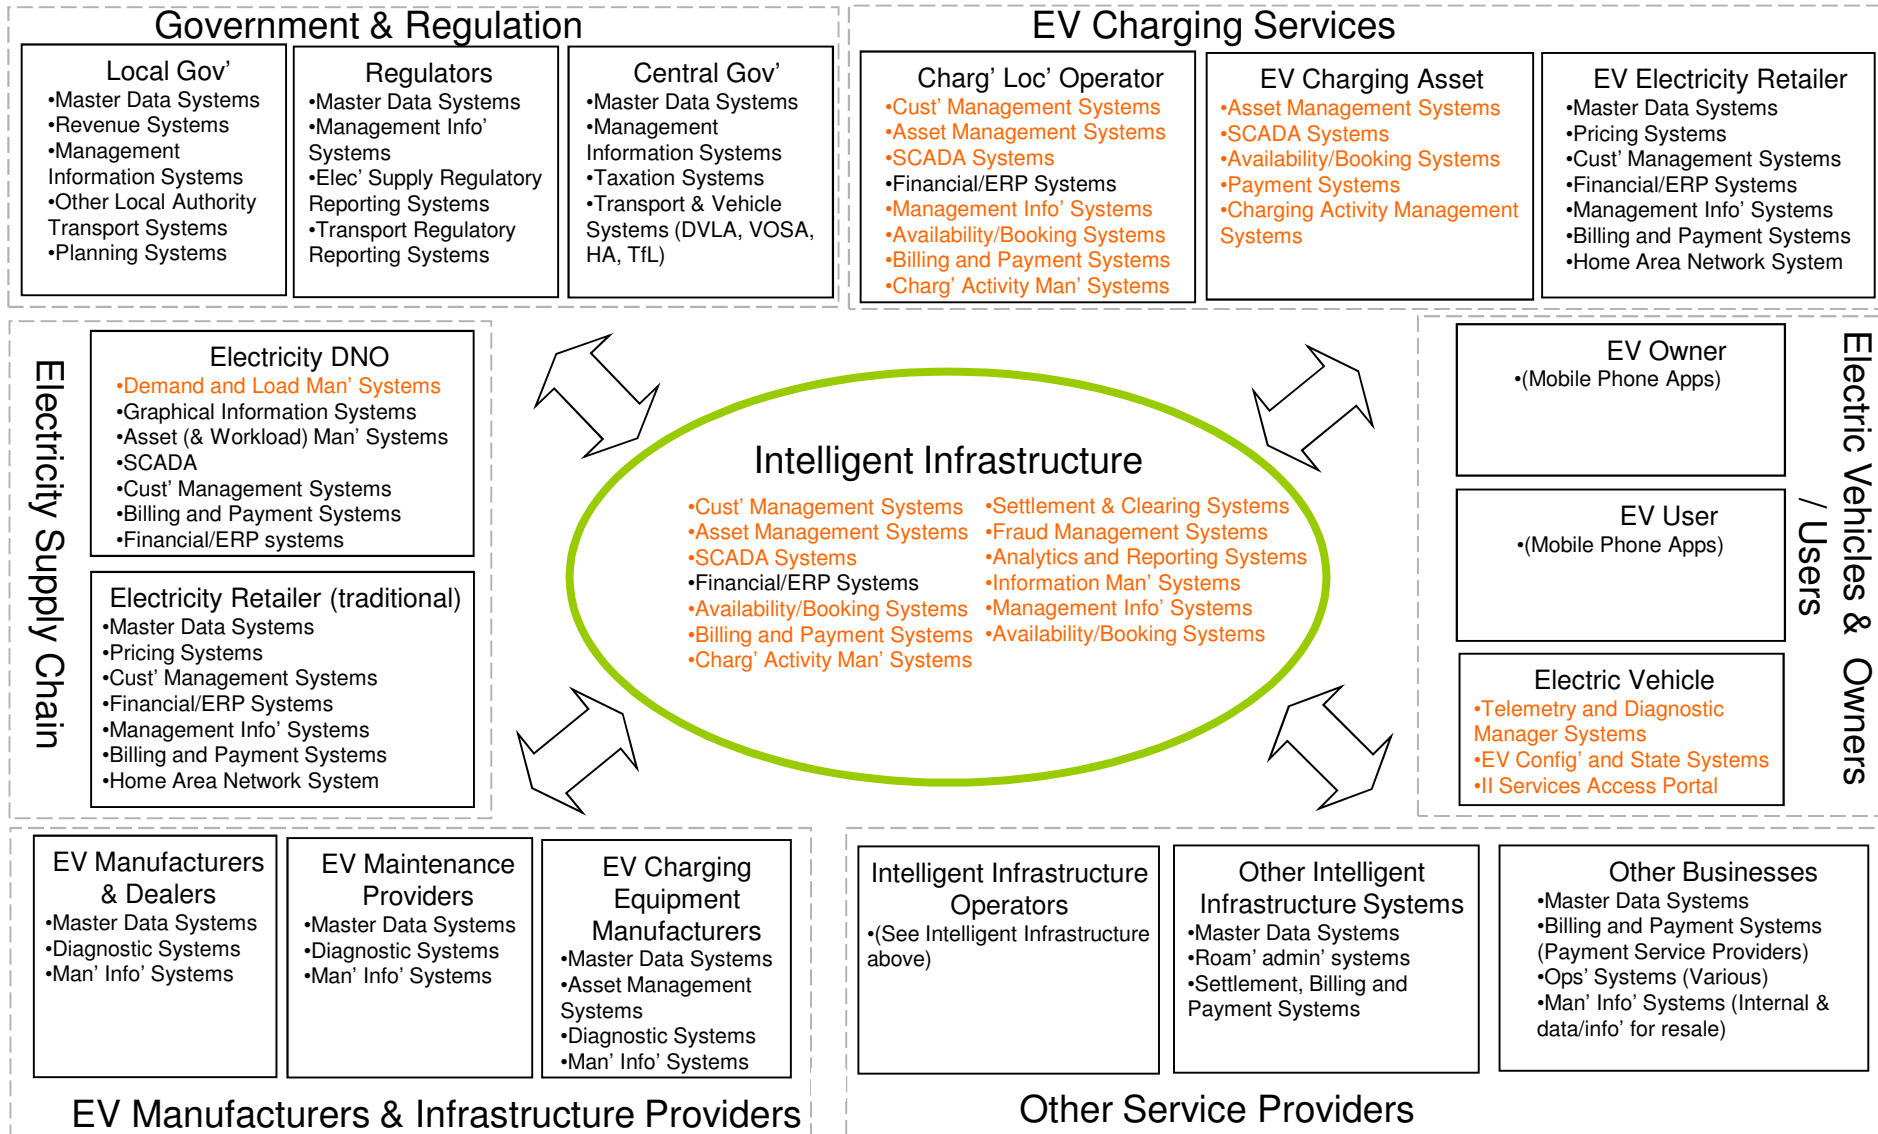 Government & Regulation
Local Gov'
•Master Data Systems
•Revenue Systems
•Management
Information Systems
•Other Local Authority
Transport Systems
•Planning Systems
Regulators
•Master Data Systems
•Management Info'
Systems
•Elec' Supply Regulatory
Reporting Systems
•Transport Regulatory
Reporting Systems
Central Gov'
•Master Data Systems
•Management
Information Systems
•Taxation Systems
•Transport & Vehicle
Systems (DVLA, VOSA,
HA, TfL)
EV Charging Services
Charg' Loc' Operator
•Cust' Management Systems
•Asset Management Systems
•SCADA Systems
•Financial/ERP Systems
•Management Info' Systems
•Availability/Booking Systems
•Billing and Payment Systems
•Charg' Activity Man' Systems
EV Charging Asset
•Asset Management Systems
•SCADA Systems
•Availability/Booking Systems
•Payment Systems
•Charging Activity Management
Systems
EV Electricity Retailer
•Master Data Systems
•Pricing Systems
•Cust' Management Systems
•Financial/ERP Systems
•Management Info' Systems
•Billing and Payment Systems
•Home Area Network System
Electricity Supply Chain
Electricity DNO
•Demand and Load Man' Systems
•Graphical Information Systems
•Asset (& Workload) Man' Systems
•SCADA
•Cust' Management Systems
•Billing and Payment Systems
•Financial/ERP systems
Electricity Retailer (traditional)
•Master Data Systems
•Pricing Systems
•Cust' Management Systems
•Financial/ERP Systems
•Management Info' Systems
•Billing and Payment Systems
•Home Area Network System
Intelligent Infrastructure
•Cust' Management Systems
•Asset Management Systems
•SCADA Systems
•Financial/ERP Systems
•Availability/Booking Systems
•Billing and Payment Systems
•Charg' Activity Man' Systems
•Settlement & Clearing Systems
•Fraud Management Systems
•Analytics and Reporting Systems
•Information Man' Systems
•Management Info' Systems
•Availability/Booking Systems
Electric Vehicles & Owners
/ Users
EV Owner
•(Mobile Phone Apps)
EV User
•(Mobile Phone Apps)
Electric Vehicle
•Telemetry and Diagnostic
Manager Systems
•EV Config' and State Systems
•II Services Access Portal
EV Manufacturers
& Dealers
•Master Data Systems
•Diagnostic Systems
•Man' Info' Systems
EV Maintenance
Providers
•Master Data Systems
•Diagnostic Systems
•Man' Info' Systems
EV Charging
Equipment
Manufacturers
•Master Data Systems
•Asset Management
Systems
•Diagnostic Systems
•Man' Info' Systems
EV Manufacturers & Infrastructure Providers
Intelligent Infrastructure
Operators
•(See Intelligent Infrastructure
above)
Other Intelligent
Infrastructure Systems
•Master Data Systems
•Roam' admin' systems
•Settlement, Billing and
Payment Systems
Other Businesses
•Master Data Systems
•Billing and Payment Systems
(Payment Service Providers)
•Ops' Systems (Various)
•Man' Info' Systems (Internal &
data/info' for resale)
Other Service Providers